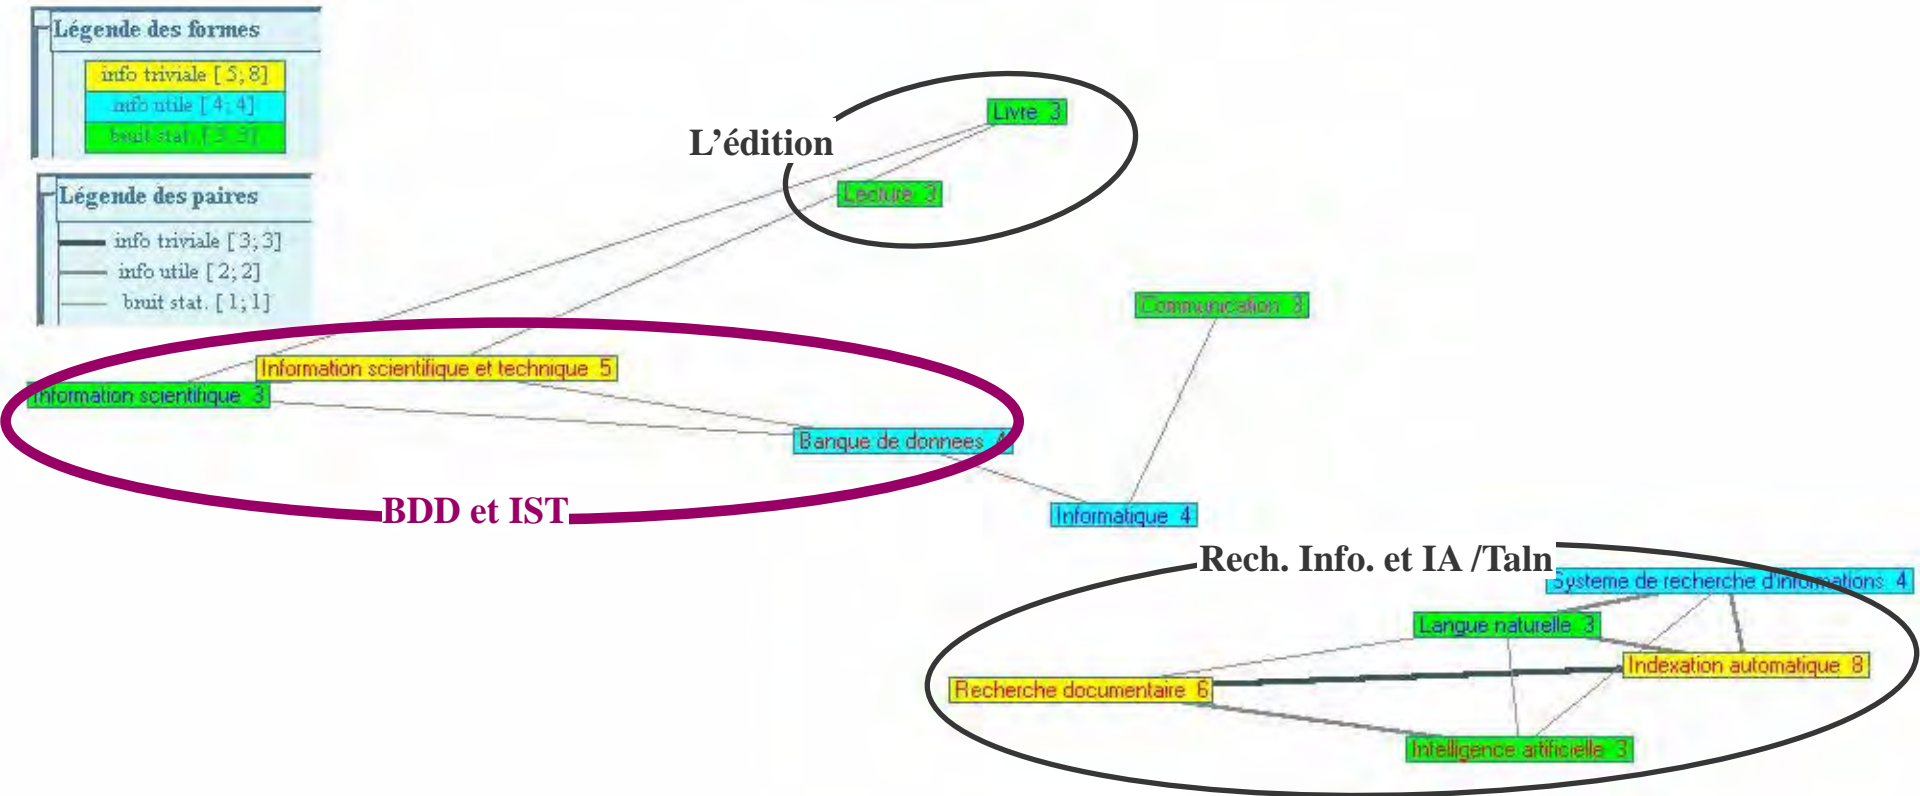 Légende des formes
info triviale [ 5; 8]
info utile [ 4; 4]
bruit stat. [ 3; 3]
Légende des paires
info triviale [ 3; 3]
info utile [ 2; 2]
bruit stat. [ 1; 1]
L'édition
Livre 3
Lecture 3
Communication 3
Information scientifique et technique 5
Information scientifique 3
Banque de donnees 4
BDD et IST
Informatique 4
Rech. Info. et IA /Taln
Systeme de recherche d'informations 4
Langue naturelle 3
Indexation automatique 8
Recherche documentaire 6
Intelligence artificielle 3